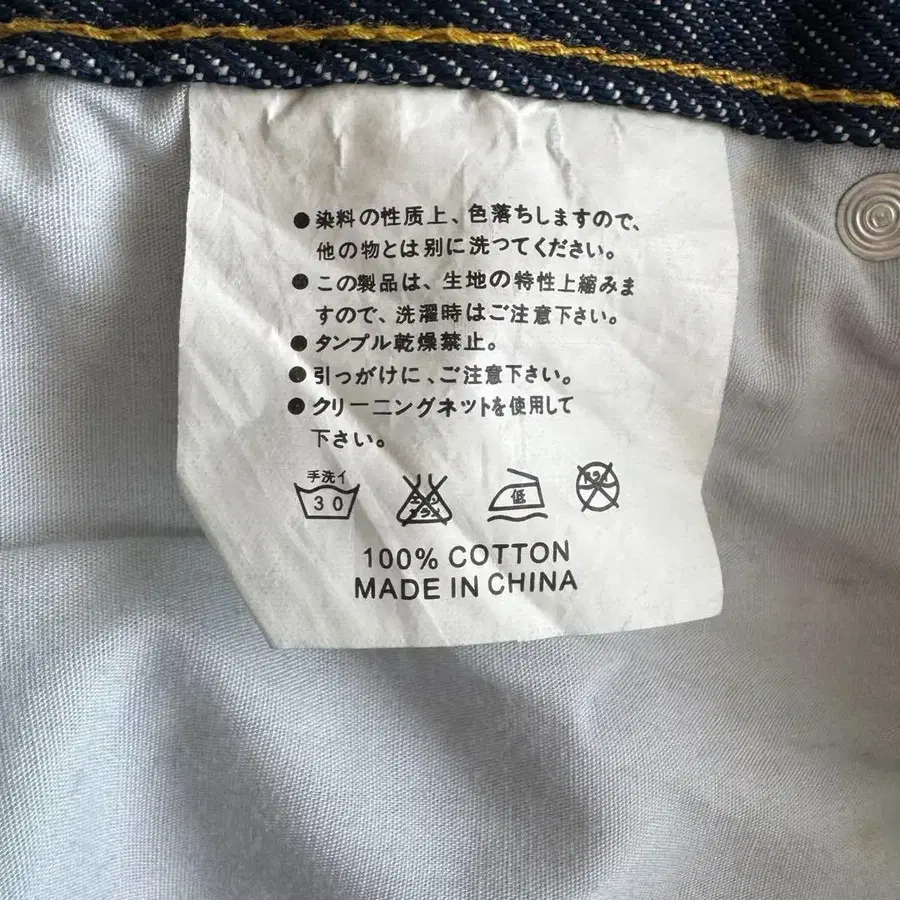 ●染料の性质上、色落ちしますので、
他の物とは别に洗つてください。
●この製品は、生地の特性上縮みま
すので、洗濯時はご注意下さい。
●タンプル乾燥禁止。
●引っがけに、ご注意下さい。
●クリーニングネットを使用して
下さい。
手洗イ
30
低
100% COTTON
MADE IN CHINA